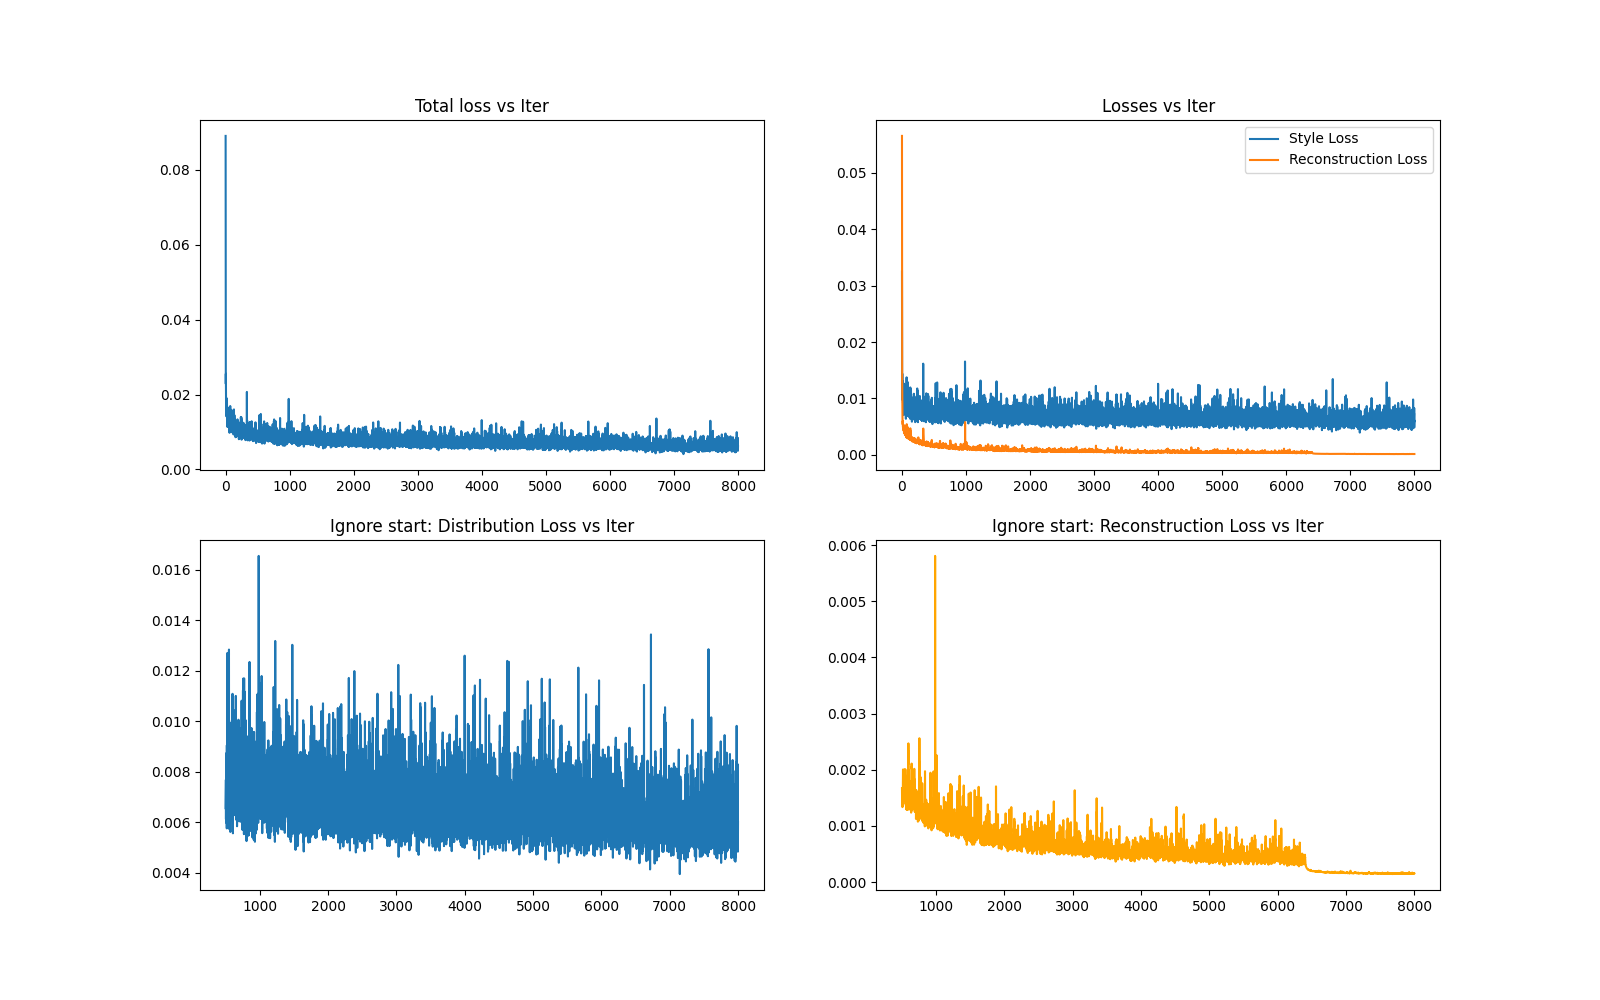 Total loss vs Iter
0.08
0.06
0.04
0.02
0.00
0 1000 2000 3000 4000 5000 6000 7000 8000
Losses vs Iter
Style Loss
Reconstruction Loss
0.05
0.04
0.03
0.02
0.01
0.00
0 1000 2000 3000 4000 5000 6000 7000 8000
Ignore start: Distribution Loss vs Iter
0.016
0.014
0.012
0.010
0.008
0.006
0.004
1000 2000 3000 4000 5000 6000 7000 8000
Ignore start: Reconstruction Loss vs Iter
0.006
0.005
0.004
0.003
0.002
0.001
0.000
1000 2000 3000 4000 5000 6000 7000 8000